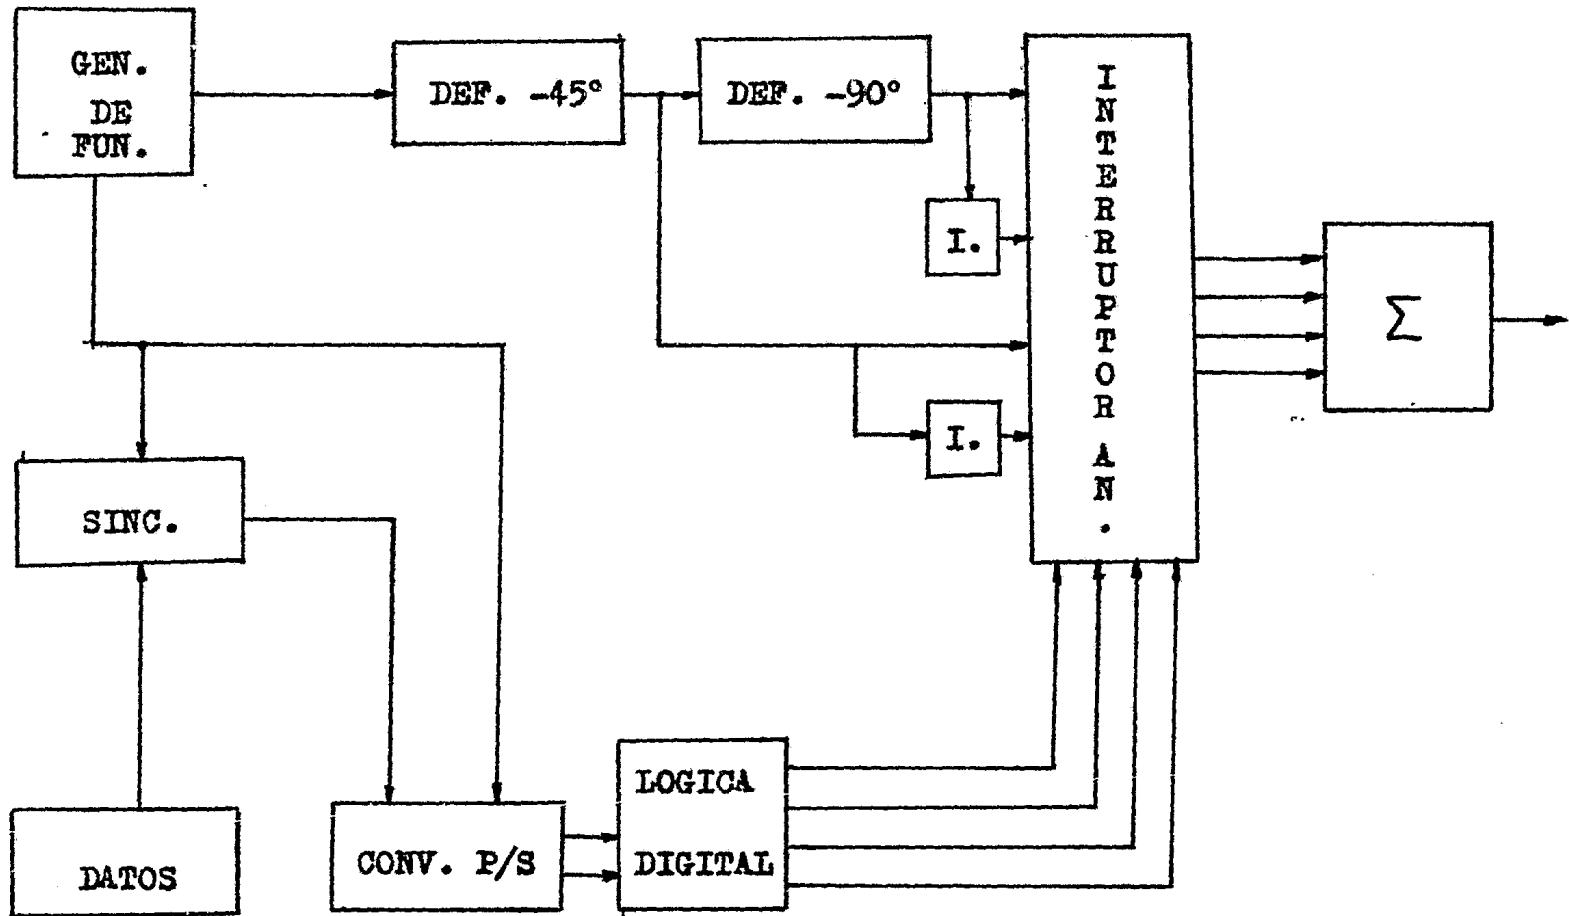 GEN.
DE
FUN.
DEF. -45°
DEF. -90°
INTERRUPTOR AN.
I.
I.
Σ
SINC.
DATOS
CONV. P/S
LOGICA
DIGITAL